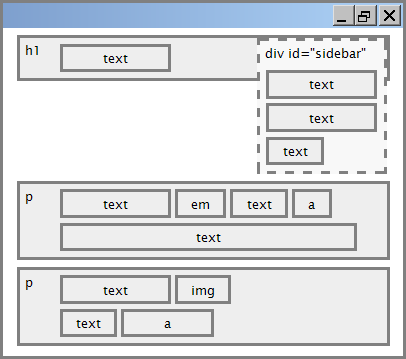 h1 text
div id="sidebar"
text
text
text
p text em text a
text
p text img
text a